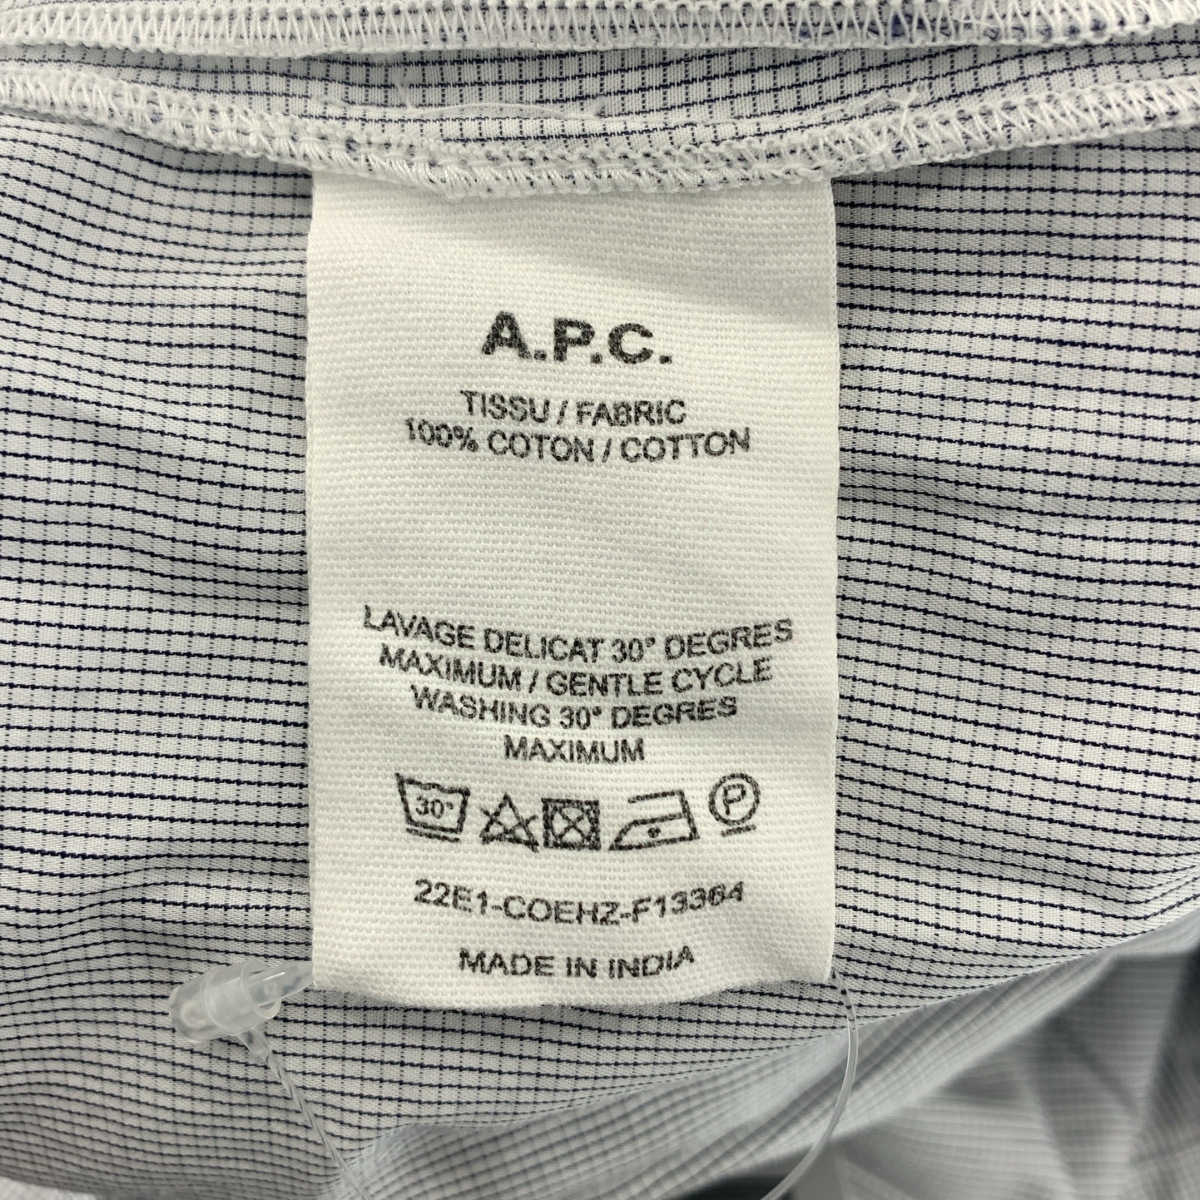 A.P.C.
TISSU / FABRIC
100% COTON / COTTON
LAVAGE DELICAT 30° DEGRES
MAXIMUM / GENTLE CYCLE
WASHING 30° DEGRES
MAXIMUM
30° P
22E1-COEHZ-F13364
MADE IN INDIA